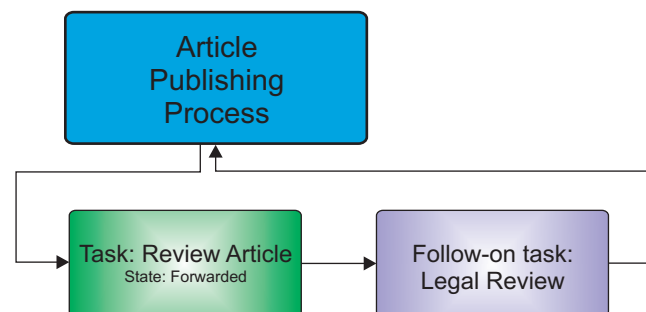 Article
Publishing
Process
Task: Review Article
State: Forwarded
Follow-on task:
Legal Review